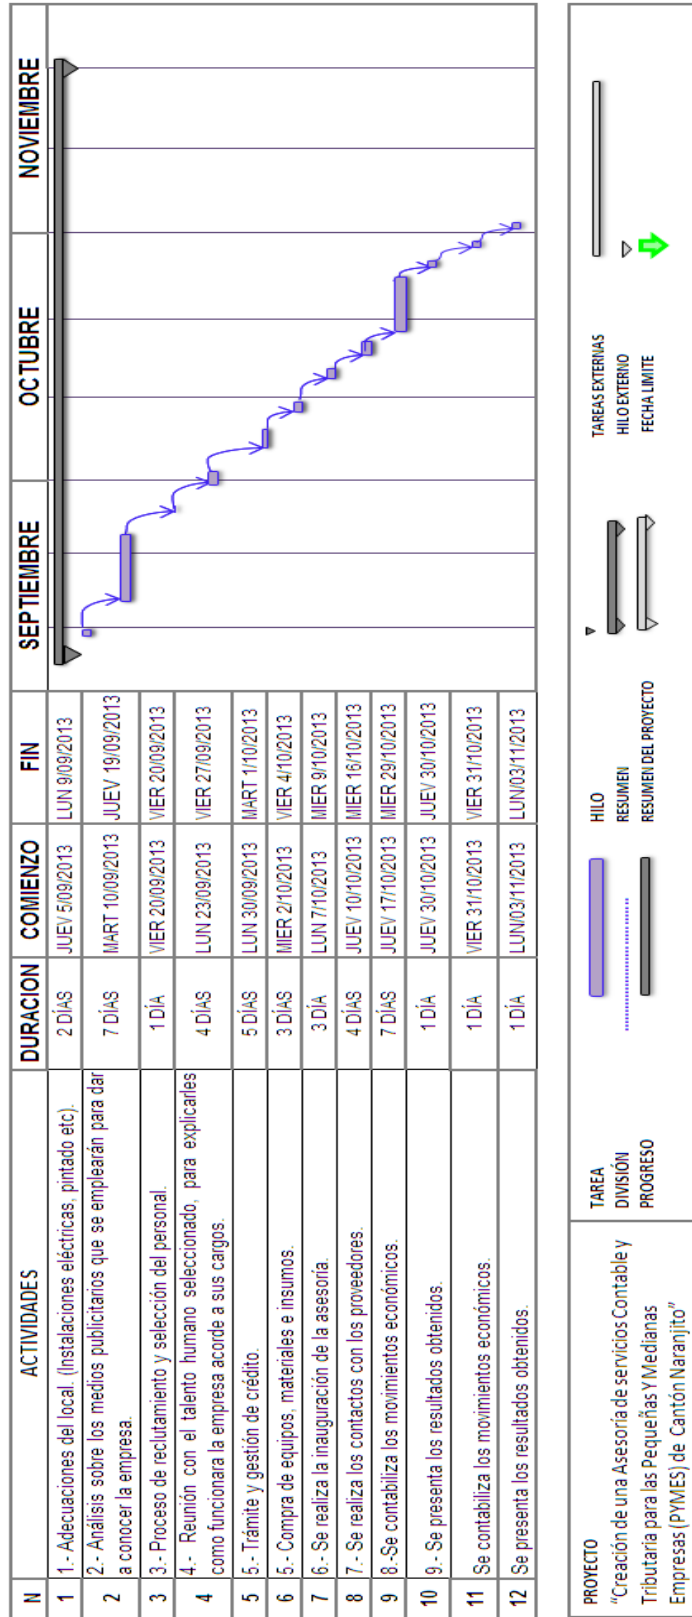 N ACTIVIDADES DURACION COMIENZO FIN SEPTIEMBRE OCTUBRE NOVIEMBRE
1 1.- Adecuaciones del local. (Instalaciones eléctricas, pintado etc). 2 DÍAS JUEV 5/09/2013 LUN 9/09/2013
2 2.- Análisis sobre los medios publicitarios que se emplearán para dar
a conocer la empresa. 7 DÍAS MART 10/09/2013 JUEV 19/09/2013
3 3.- Proceso de reclutamiento y selección del personal. 1 DÍA VIER 20/09/2013 VIER 20/09/2013
4 4.- Reunión con el talento humano seleccionado, para explicarles
como funcionara la empresa acorde a sus cargos. 4 DÍAS LUN 23/09/2013 VIER 27/09/2013
5 5.- Trámite y gestión de crédito. 5 DÍAS LUN 30/09/2013 MART 1/10/2013
6 5.- Compra de equipos, materiales e insumos. 3 DÍAS MIER 2/10/2013 VIER 4/10/2013
7 6.- Se realiza la inauguración de la asesoría. 3 DÍA LUN 7/10/2013 MIER 9/10/2013
8 7.- Se realiza los contactos con los proveedores. 4 DÍAS JUEV 10/10/2013 MIER 16/10/2013
9 8.-Se contabiliza los movimientos económicos. 7 DÍAS JUEV 17/10/2013 MIER 29/10/2013
10 9.- Se presenta los resultados obtenidos. 1 DÍA JUEV 30/10/2013 JUEV 30/10/2013
11 Se contabiliza los movimientos económicos. 1 DÍA VIER 31/10/2013 VIER 31/10/2013
12 Se presenta los resultados obtenidos. 1 DÍA LUN/03/11/2013 LUN/03/11/2013
PROYECTO
"Creación de una Asesoría de servicios Contable y
Tributaria para las Pequeñas Y Medianas
Empresas (PYMES) de Cantón Naranjito"
TAREA HILO TAREAS EXTERNAS
DIVISIÓN RESUMEN HILO EXTERNO
PROGRESO RESUMEN DEL PROYECTO FECHA LIMITE